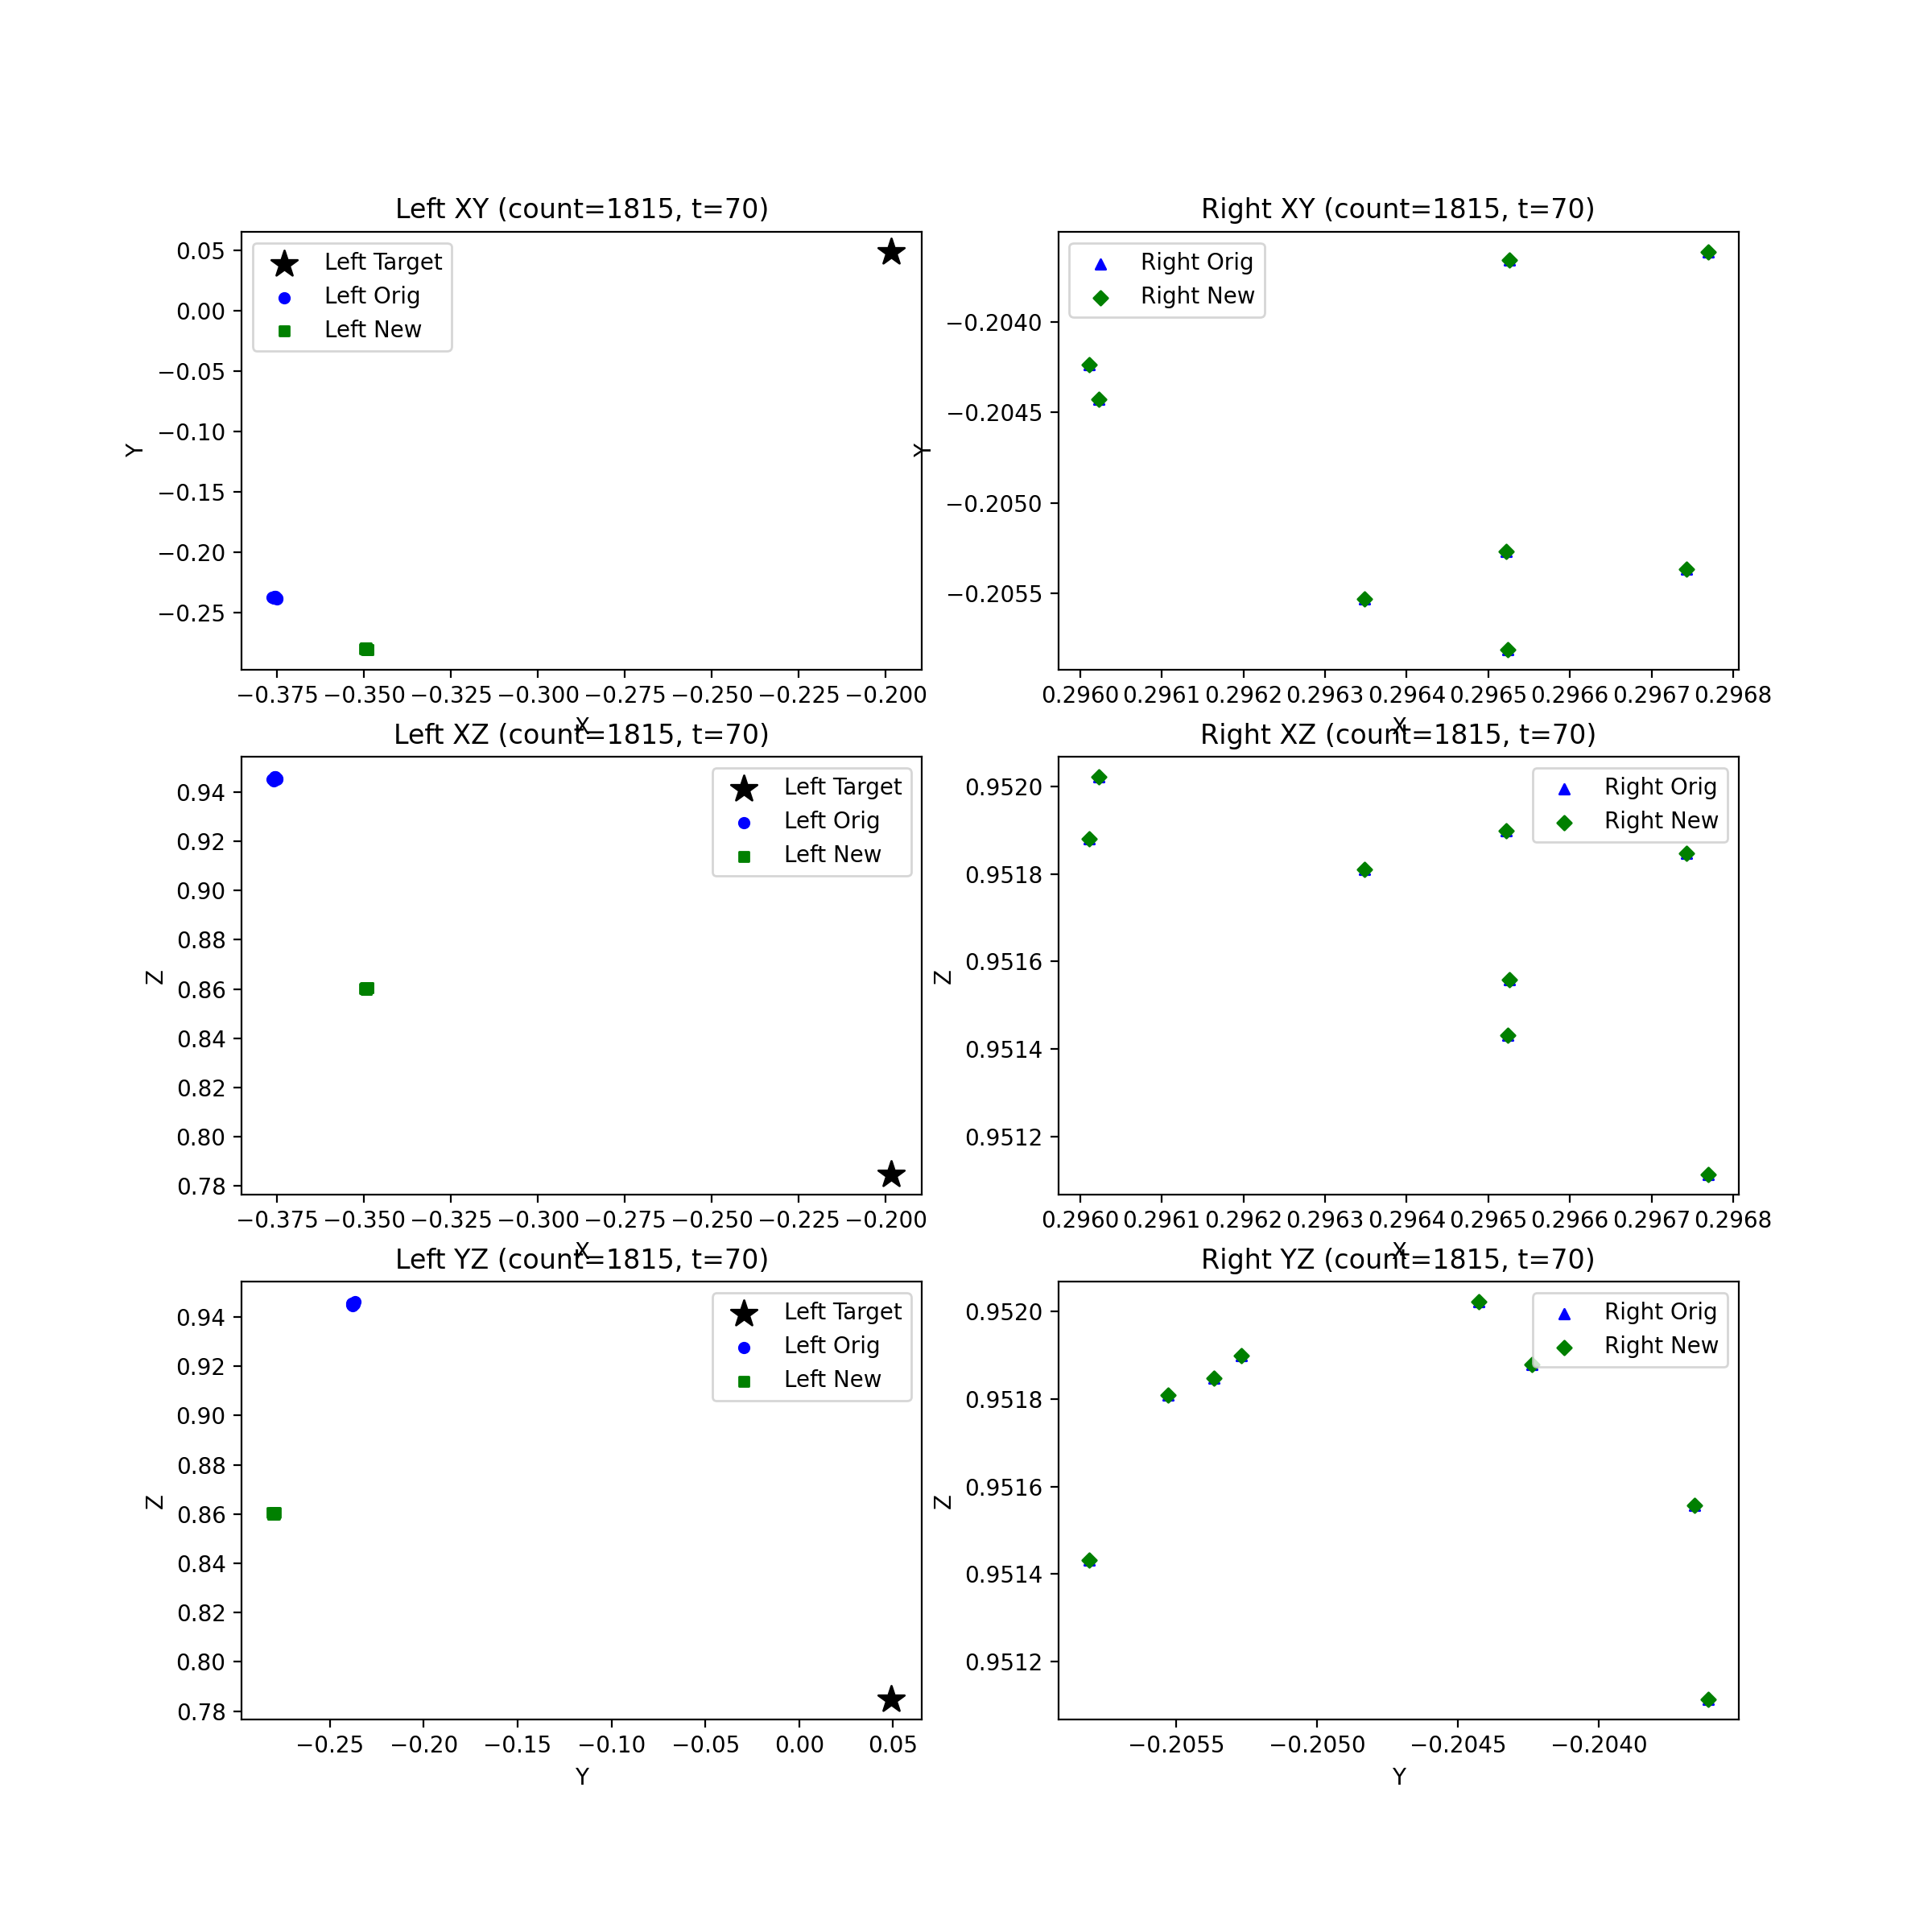 Left XY (count=1815, t=70)
0.05
0.00
−0.05
−0.10
−0.15
−0.20
−0.25
Y
Left Target
Left Orig
Left New
−0.375 −0.350 −0.325 −0.300 −0.275 −0.250 −0.225 −0.200
X
Right XY (count=1815, t=70)
−0.2040
−0.2045
−0.2050
−0.2055
Y
Right Orig
Right New
0.2960 0.2961 0.2962 0.2963 0.2964 0.2965 0.2966 0.2967 0.2968
X
Left XZ (count=1815, t=70)
0.94
0.92
0.90
0.88
0.86
0.84
0.82
0.80
0.78
Z
Left Target
Left Orig
Left New
−0.375 −0.350 −0.325 −0.300 −0.275 −0.250 −0.225 −0.200
X
Right XZ (count=1815, t=70)
0.9520
0.9518
0.9516
0.9514
0.9512
Z
Right Orig
Right New
0.2960 0.2961 0.2962 0.2963 0.2964 0.2965 0.2966 0.2967 0.2968
X
Left YZ (count=1815, t=70)
0.94
0.92
0.90
0.88
0.86
0.84
0.82
0.80
0.78
Z
Left Target
Left Orig
Left New
−0.25 −0.20 −0.15 −0.10 −0.05 0.00 0.05
Y
Right YZ (count=1815, t=70)
0.9520
0.9518
0.9516
0.9514
0.9512
Z
Right Orig
Right New
−0.2055 −0.2050 −0.2045 −0.2040
Y